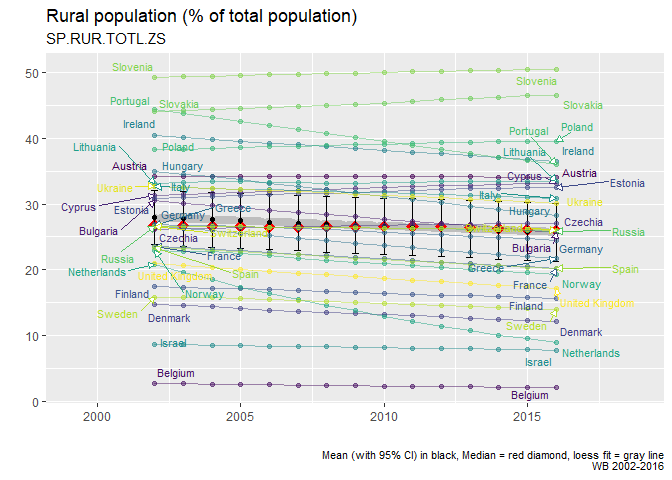 Rural population (% of total population)
SP.RUR.TOTL.ZS
50
40
30
20
10
0
2000
2005
2010
2015
Slovenia
Portugal
Slovakia
Ireland
Lithuania
Poland
Austria
Hungary
Ukraine
Italy
Cyprus
Estonia
Germany
Greece
Bulgaria
Czechia
Switzerland
Russia
France
Netherlands
United Kingdom
Spain
Finland
Norway
Sweden
Denmark
Israel
Belgium
Slovenia
Slovakia
Portugal
Poland
Lithuania
Ireland
Cyprus
Austria
Estonia
Italy
Ukraine
Hungary
Czechia
Russia
Bulgaria
Germany
Greece
Spain
France
Norway
Finland
United Kingdom
Sweden
Denmark
Netherlands
Israel
Belgium
Mean (with 95% CI) in black, Median = red diamond, loess fit = gray line
WB 2002-2016